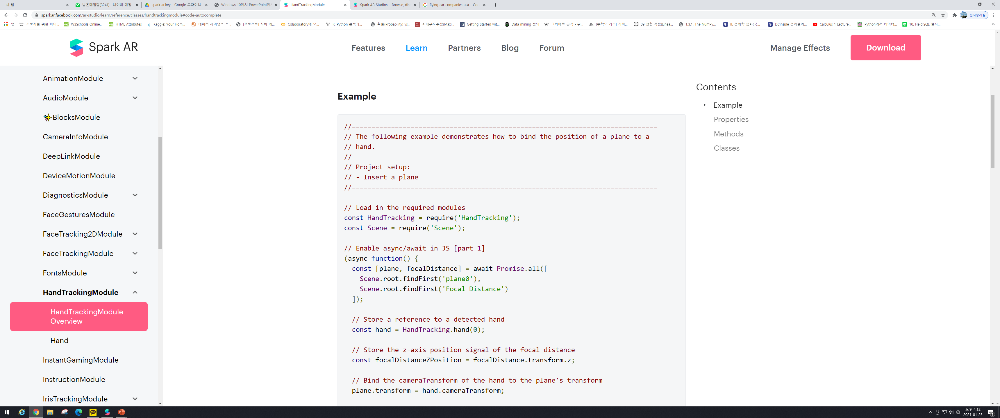 새 탭
받은메일함(3241) : 네이버 메일
spark ar.key - Google 드라이브
Windows 10에서 PowerPoint에서
HandTrackingModule
Spark AR Studios – Browse, disc
flying car companies usa - Goog
sparkar.facebook.com/ar-studio/learn/reference/classes/handtrackingmodule#code-autocomplete
일시중지됨
앱
초보자를 위한 파이...
W3Schools Online...
HTML Attributes
Kaggle: Your Hom...
데이터 사이언스 스...
[프로젝트] 자바 네...
Colaboratory에 오...
R, Python 분석과...
확률(Probability) vs...
최대우도추정(Maxi...
Getting Started wit...
Data mining 정의
크라메르 공식 - 위...
[수학의 기초] 기저...
09 선형 독립(Linea...
1.3.1. The NumPy...
II. 경제학 심화(국...
DCinside 경제갤에...
Calculus 1 Lecture...
Python에서 데이터...
10. HeidiSQL 설치...
Spark AR
Features
Learn
Partners
Blog
Forum
Manage Effects
Download
AnimationModule
AudioModule
BlocksModule
CameraInfoModule
DeepLinkModule
DeviceMotionModule
DiagnosticsModule
FaceGesturesModule
FaceTracking2DModule
FaceTrackingModule
FontsModule
HandTrackingModule
HandTrackingModule
Overview
Hand
InstantGamingModule
InstructionModule
IrisTrackingModule
Example
//==============================================================================
// The following example demonstrates how to bind the position of a plane to a
// hand.
//
// Project setup:
// - Insert a plane
//==============================================================================
// Load in the required modules
const HandTracking = require('HandTracking');
const Scene = require('Scene');
// Enable async/await in JS [part 1]
(async function() {
const [plane, focalDistance] = await Promise.all([
Scene.root.findFirst('plane0'),
Scene.root.findFirst('Focal Distance')
]);
// Store a reference to a detected hand
const hand = HandTracking.hand(0);
// Store the z-axis position signal of the focal distance
const focalDistanceZPosition = focalDistance.transform.z;
// Bind the cameraTransform of the hand to the plane's transform
plane.transform = hand.cameraTransform;
Contents
• Example
Properties
Methods
Classes
오후 4:12
2021-01-25